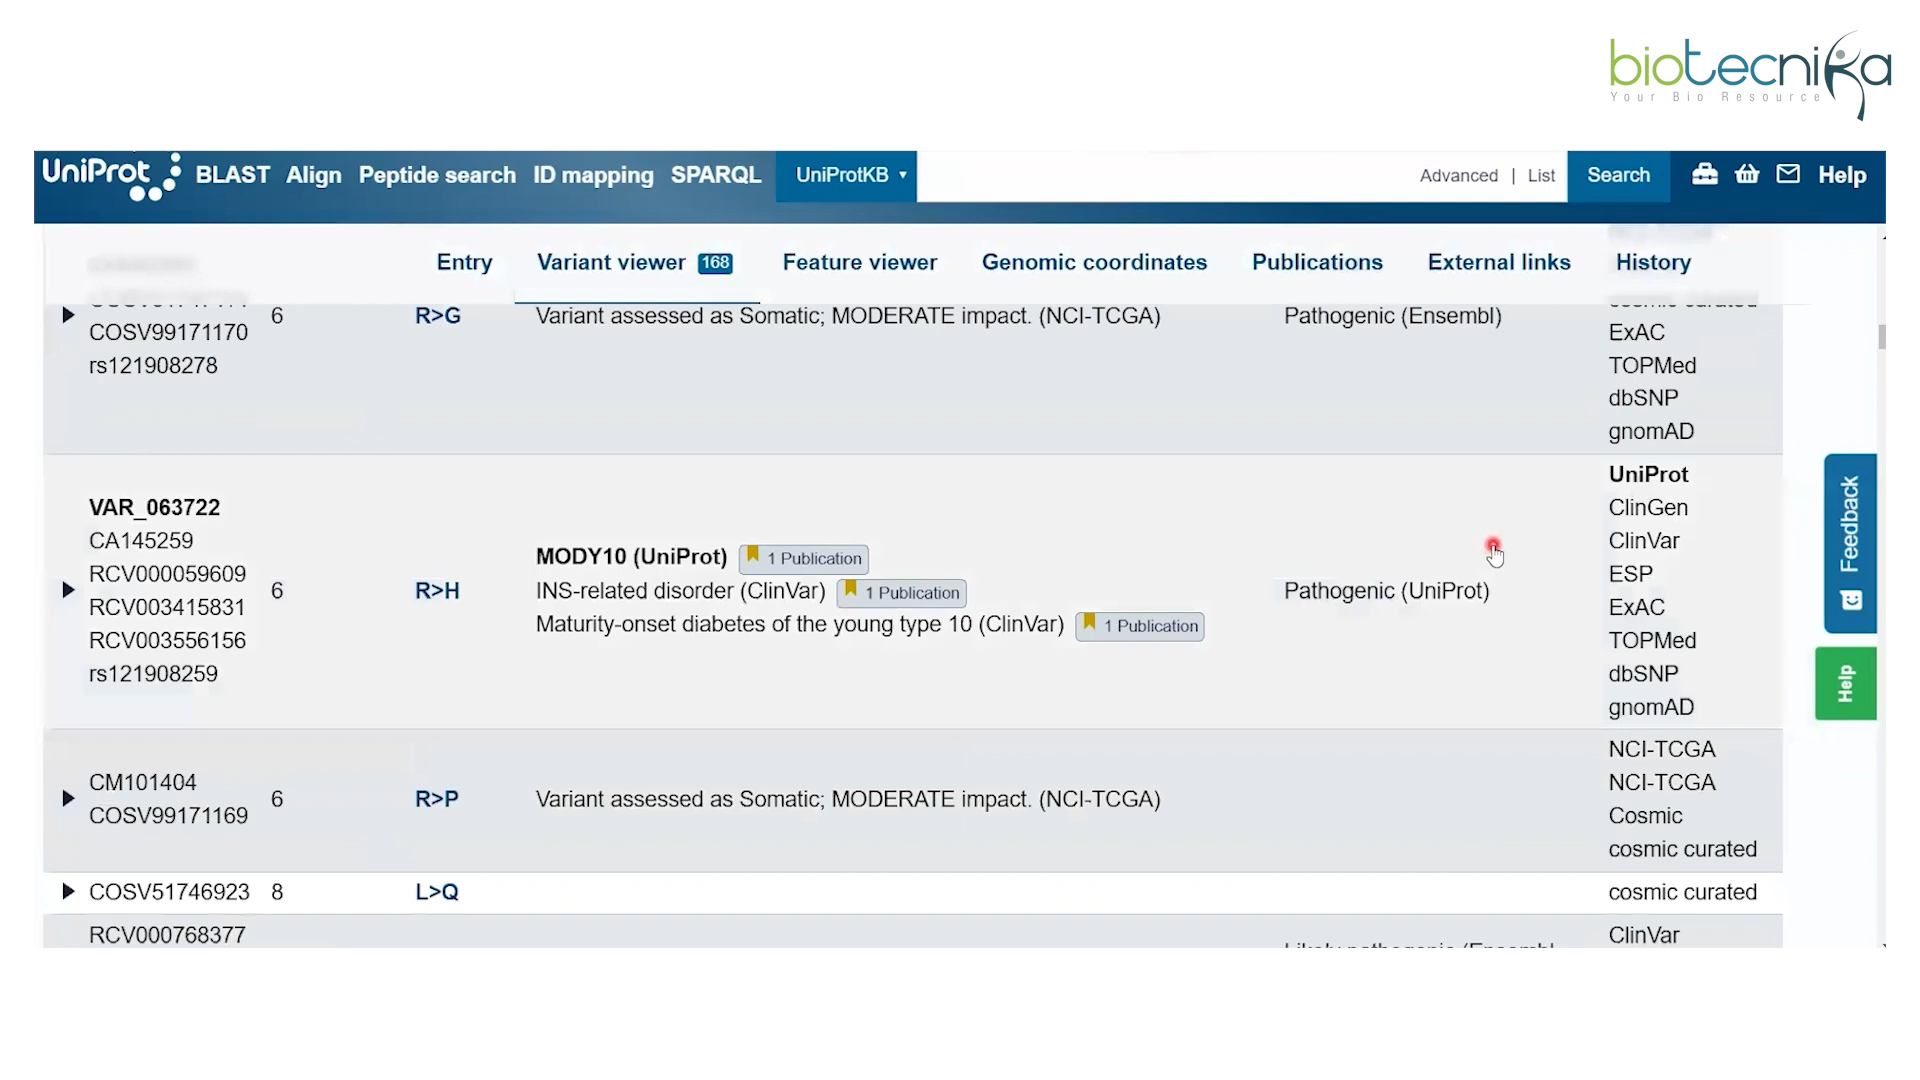 biotecnika
Your Bio Resource
UniProt BLAST Align Peptide search ID mapping SPARQL UniProtKB Advanced | List Search Help
Entry Variant viewer 168 Feature viewer Genomic coordinates Publications External links History
6 R>G Variant assessed as Somatic; MODERATE impact. (NCI-TCGA) Pathogenic (Ensembl)
COSV99171170 ExAC
rs121908278 TOPMed
dbSNP
gnomAD
UniProt
VAR_063722 ClinGen
CA145259 ClinVar
MODY10 (UniProt) 1 Publication
RCV000059609 ESP
6 R>H INS-related disorder (ClinVar) 1 Publication Pathogenic (UniProt)
RCV003415831 ExAC
Maturity-onset diabetes of the young type 10 (ClinVar) 1 Publication
RCV003556156 TOPMed
rs121908259 dbSNP
gnomAD
NCI-TCGA
CM101404 NCI-TCGA
6 R>P Variant assessed as Somatic; MODERATE impact. (NCI-TCGA)
COSV99171169 Cosmic
cosmic curated
COSV51746923 8 L>Q cosmic curated
RCV000768377 ClinVar
Feedback
Help